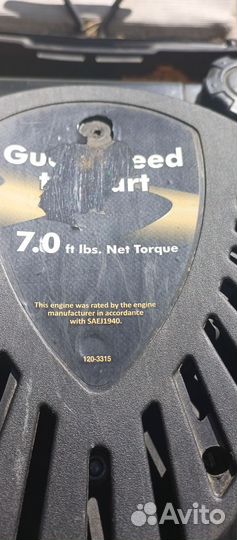 7.0 ft lbs. Net Torque
This engine was rated by the engine
manufacturer in accordance
with SAEJ1940.
120-3315
Avito